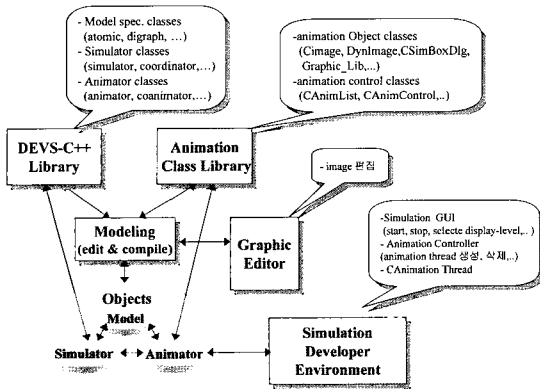 - Model spec. classes
(atomic, digraph, …)
- Simulator classes
(simulator, coordinator,…)
- Animator classes
(animator, coanimator,…)
-animation Object classes
(Cimage, DynImage,CSimBoxDlg,
Graphic_Lib,...)
-animation control classes
(CAnimList, CAnimControl,..)
DEVS-C++
Library
Animation
Class Library
- image 편집
Modeling
(edit & compile)
Graphic
Editor
-Simulation GUI
(start, stop, selecte display-level,.. )
- Animation Controller
(animation thread 생성, 삭제,..)
- CAnimation Thread
Objects
Model
Simulator
Animator
Simulation
Developer
Environment